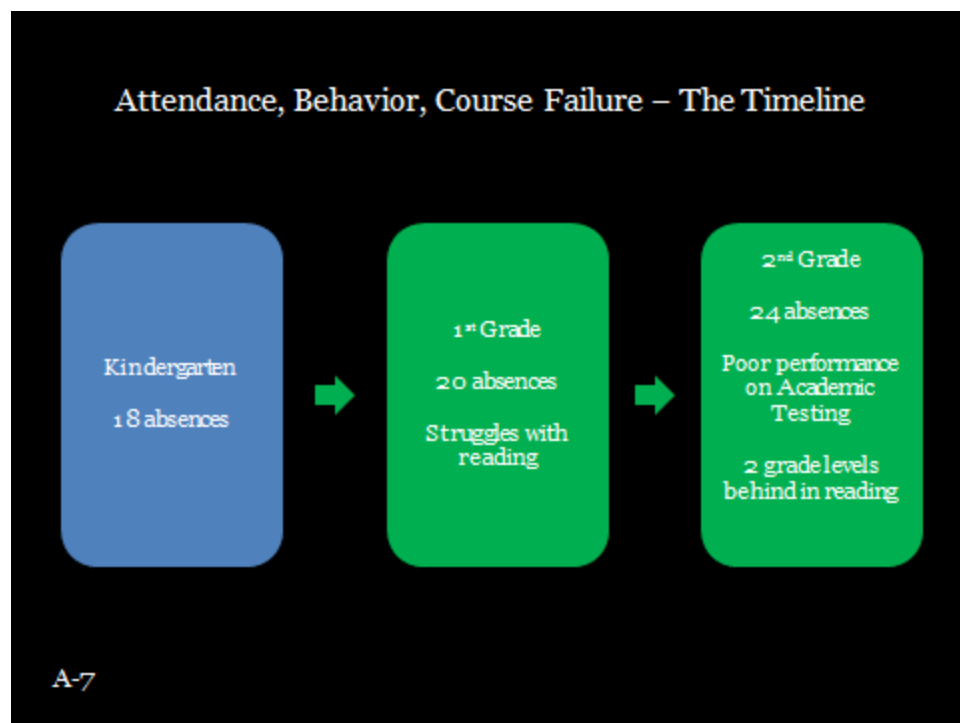 Attendance, Behavior, Course Failure – The Timeline
Kindergarten
18 absences
1st Grade
20 absences
Struggles with
reading
2nd Grade
24 absences
Poor performance
on Academic
Testing
2 grade levels
behind in reading
A-7